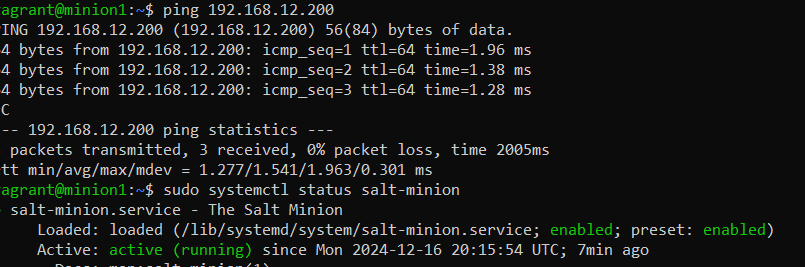 agrant@minion1:~$ ping 192.168.12.200
PING 192.168.12.200 (192.168.12.200) 56(84) bytes of data.
4 bytes from 192.168.12.200: icmp_seq=1 ttl=64 time=1.96 ms
4 bytes from 192.168.12.200: icmp_seq=2 ttl=64 time=1.38 ms
4 bytes from 192.168.12.200: icmp_seq=3 ttl=64 time=1.28 ms
C
-- 192.168.12.200 ping statistics ---
packets transmitted, 3 received, 0% packet loss, time 2005ms
tt min/avg/max/mdev = 1.277/1.541/1.963/0.301 ms
agrant@minion1:~$ sudo systemctl status salt-minion
salt-minion.service - The Salt Minion
Loaded: loaded (/lib/systemd/system/salt-minion.service; enabled; preset: enabled)
Active: active (running) since Mon 2024-12-16 20:15:54 UTC; 7min ago